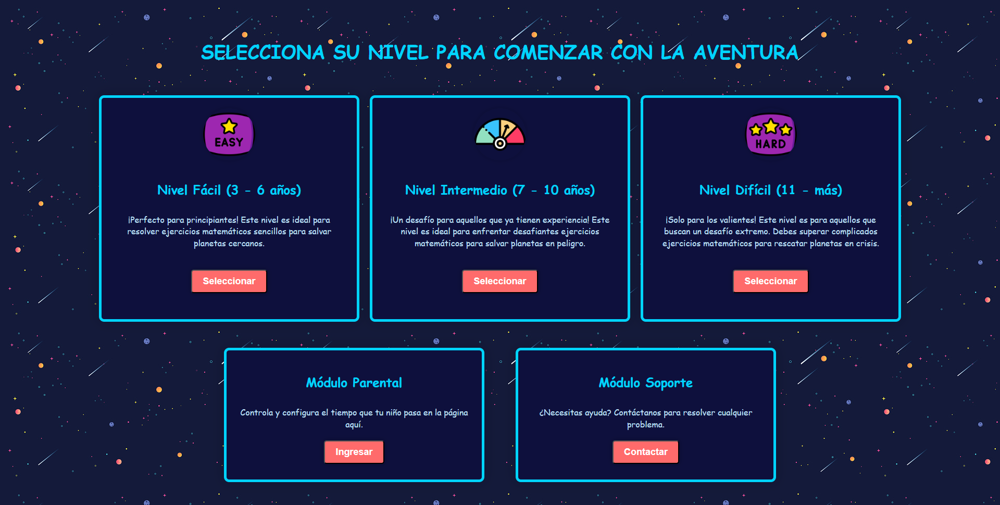 SELECCIONA SU NIVEL PARA COMENZAR CON LA AVENTURA
EASY
Nivel Fácil (3 - 6 años)
¡Perfecto para principiantes! Este nivel es ideal para
resolver ejercicios matemáticos sencillos para salvar
planetas cercanos.
Seleccionar
Nivel Intermedio (7 - 10 años)
¡Un desafío para aquellos que ya tienen experiencia! Este
nivel es ideal para enfrentar desafiantes ejercicios
matemáticos para salvar planetas en peligro.
Seleccionar
HARD
Nivel Difícil (11 - más)
¡Solo para los valientes! Este nivel es para aquellos que
buscan un desafío extremo. Debes superar complicados
ejercicios matemáticos para rescatar planetas en crisis.
Seleccionar
Módulo Parental
Controla y configura el tiempo que tu niño pasa en la página
aquí.
Ingresar
Módulo Soporte
¿Necesitas ayuda? Contáctanos para resolver cualquier
problema.
Contactar